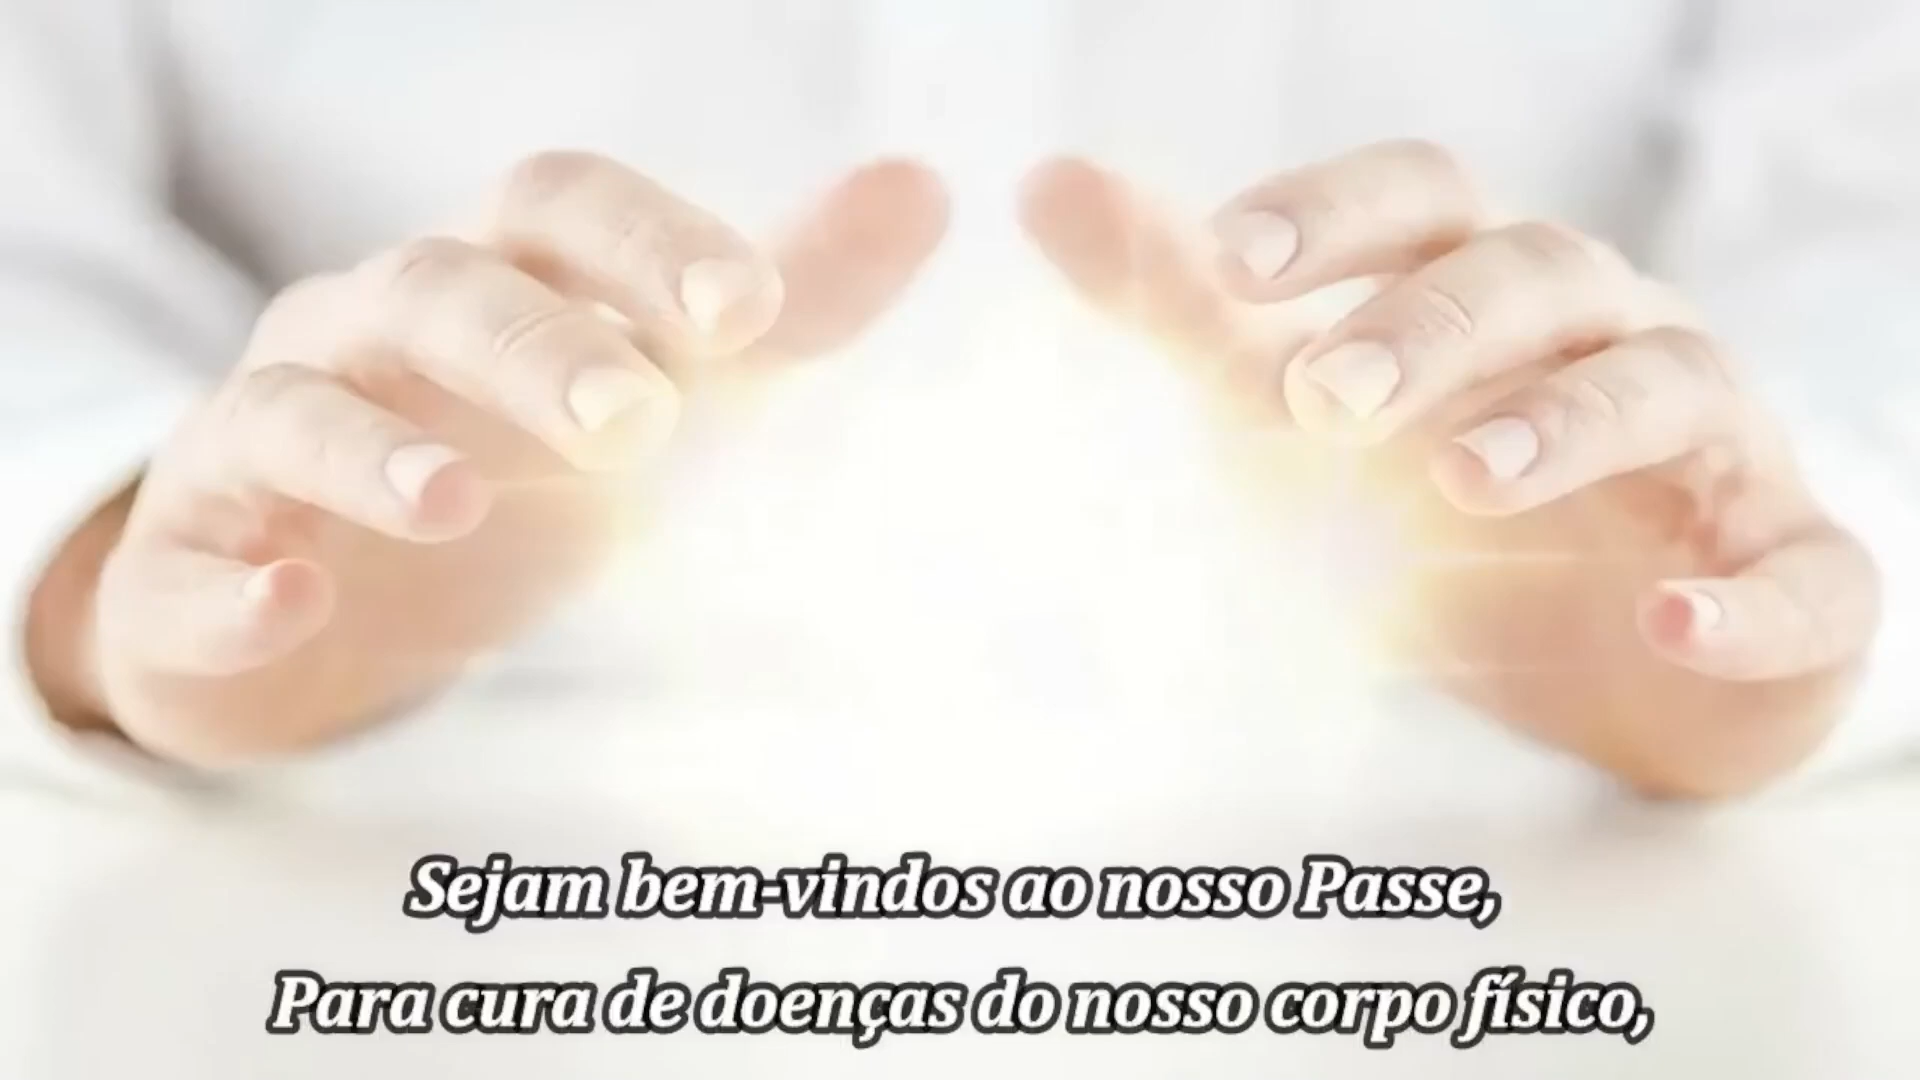 Sejam bem-vindos ao nosso Passe,
Para cura de doenças do nosso corpo físico,